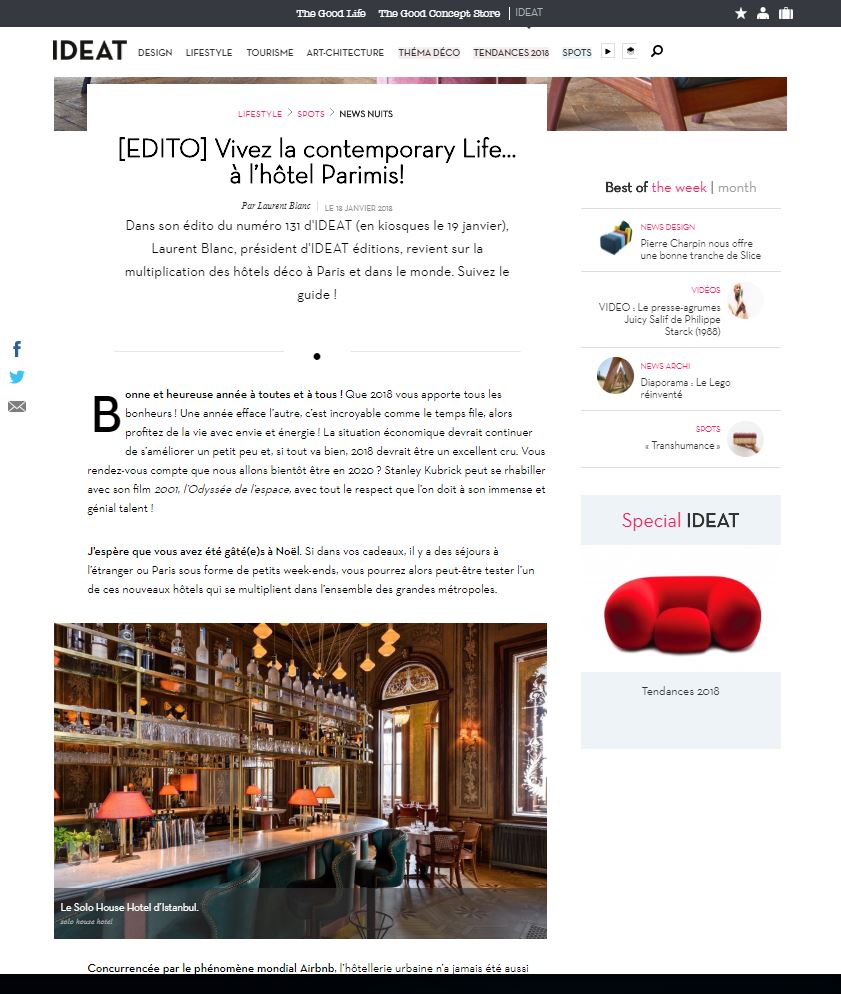 The Good Life The Good Concept Store | IDEAT
IDEAT DESIGN LIFESTYLE TOURISME ART-CHITECTURE THÉMA DÉCO TENDANCES 2018 SPOTS
LIFESTYLE > SPOTS > NEWS NUITS
[EDITO] Vivez la contemporary Life...
à l'hôtel Parimis!
Par Laurent Blanc | LE 18 JANVIER 2018
Dans son édito du numéro 131 d'IDEAT (en kiosques le 19 janvier),
Laurent Blanc, président d'IDEAT éditions, revient sur la
multiplication des hôtels déco à Paris et dans le monde. Suivez le
guide !
Bonne et heureuse année à toutes et à tous ! Que 2018 vous apporte tous les
bonheurs ! Une année efface l'autre, c'est incroyable comme le temps file, alors
profitez de la vie avec envie et énergie ! La situation économique devrait continuer
de s'améliorer un petit peu et, si tout va bien, 2018 devrait être un excellent cru. Vous
rendez-vous compte que nous allons bientôt être en 2020 ? Stanley Kubrick peut se rhabiller
avec son film 2001, l'Odyssée de l'espace, avec tout le respect que l'on doit à son immense et
génial talent !
J'espère que vous avez été gâté(e)s à Noël. Si dans vos cadeaux, il y a des séjours à
l'étranger ou Paris sous forme de petits week-ends, vous pourrez alors peut-être tester l'un
de ces nouveaux hôtels qui se multiplient dans l'ensemble des grandes métropoles.
Le Solo House Hotel d'Istanbul.
solo house hotel
Concurrencée par le phénomène mondial Airbnb, l'hôtellerie urbaine n'a jamais été aussi
Best of the week | month
NEWS DESIGN
Pierre Charpin nous offre
une bonne tranche de Slice
VIDÉOS
VIDEO : Le presse-agrumes
Juicy Salif de Philippe
Starck (1988)
NEWS ARCHI
Diaporama : Le Lego
réinventé
SPOTS
« Transhumance »
Special IDEAT
Tendances 2018